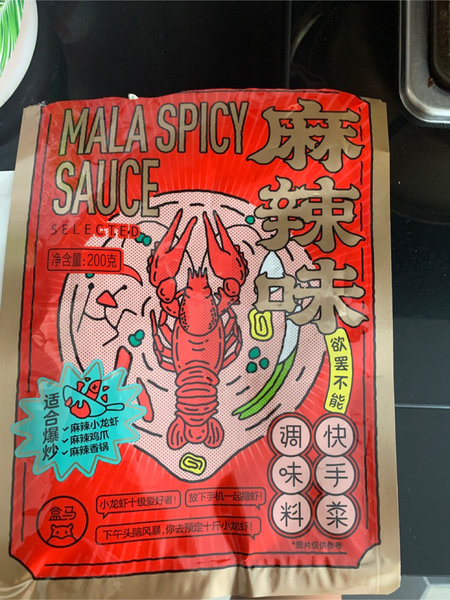 MALA SPICY
SAUCE
SELECTED
麻辣味
净含量:200克
欲罢不能
适合爆炒
麻辣小龙虾
麻辣鸡爪
麻辣香锅
快手菜
调味料
盒马
小龙虾十级爱好者!
放下手机一起撸虾!
下午头脑风暴,你去预定十斤小龙虾!
*图片仅供参考